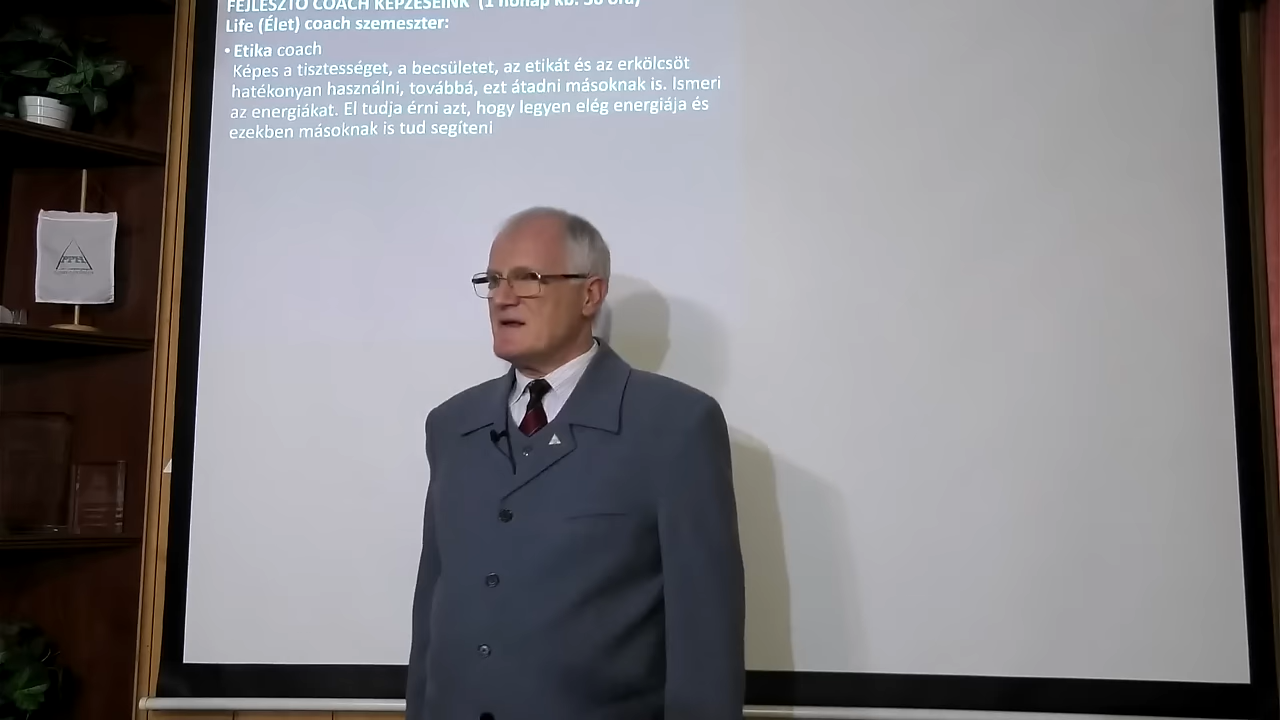 FEJLESZTŐ COACH KÉPZÉSEINK (1 hónap kb. 30 óra)
Life (Élet) coach szemeszter:
• Etika coach
Képes a tisztességet, a becsületet, az etikát és az erkölcsöt
hatékonyan használni, továbbá, ezt átadni másoknak is. Ismeri
az energiákat. El tudja érni azt, hogy legyen elég energiája és
ezekben másoknak is tud segíteni